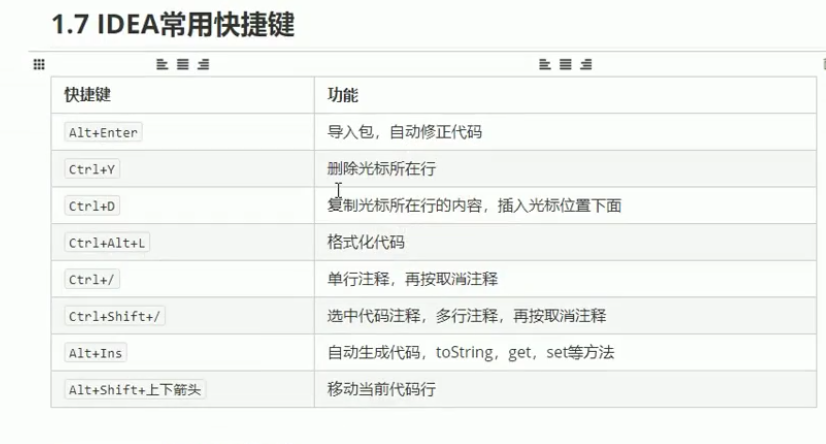 1.7 IDEA常用快捷键
快捷键 功能
Alt+Enter 导入包，自动修正代码
Ctrl+Y 删除光标所在行
Ctrl+D 复制光标所在行的内容，插入光标位置下面
Ctrl+Alt+L 格式化代码
Ctrl+/ 单行注释，再按取消注释
Ctrl+Shift+/ 选中代码注释，多行注释，再按取消注释
Alt+Ins 自动生成代码，toString，get，set等方法
Alt+Shift+上下箭头 移动当前代码行